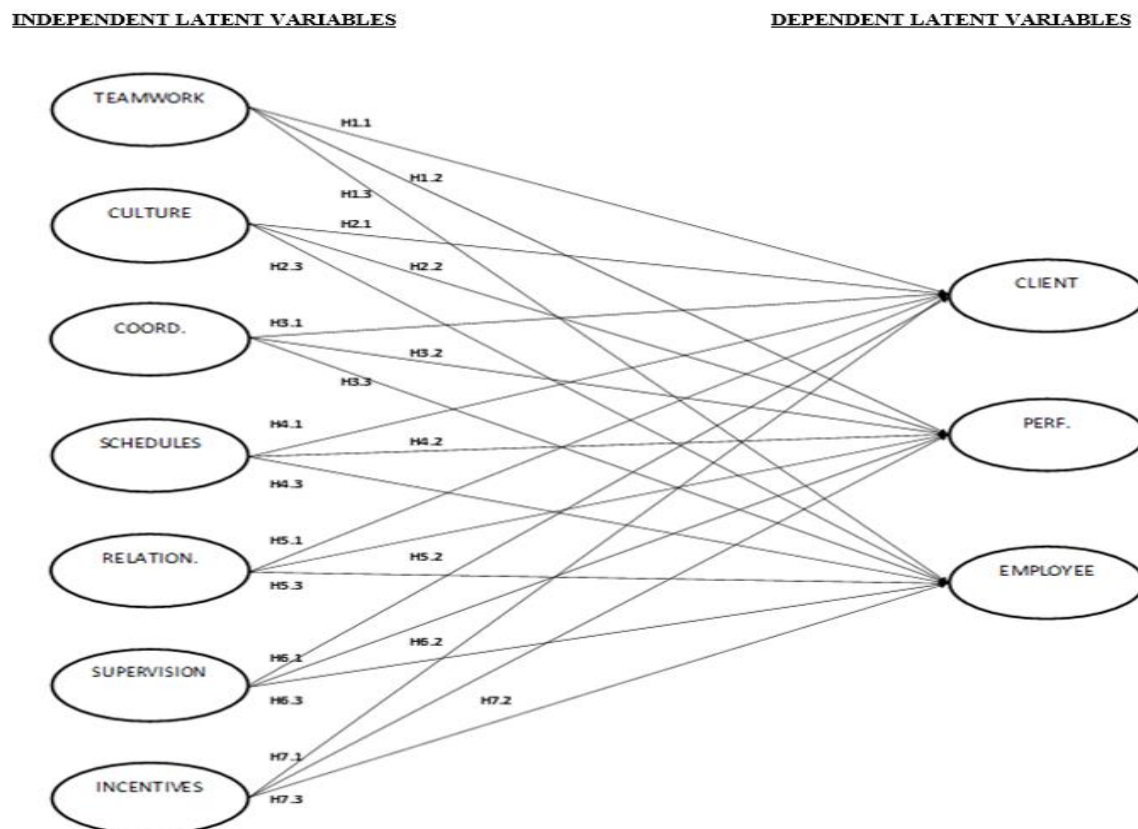 INDEPENDENT LATENT VARIABLES
DEPENDENT LATENT VARIABLES
TEAMWORK
H1.1
H1.2
H1.3
CULTURE
H2.1
H2.3
H2.2
CLIENT
COORD.
H3.1
H3.2
H3.3
SCHEDULES
H4.1
H4.2
H4.3
PERF.
RELATION.
H5.1
H5.2
H5.3
EMPLOYEE
SUPERVISION
H6.1
H6.2
H6.3
H7.2
INCENTIVES
H7.1
H7.3